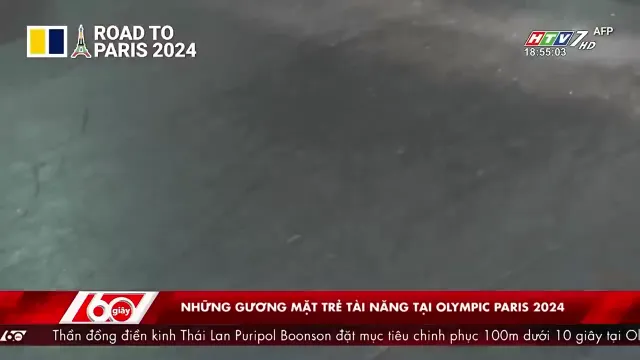 ROAD TO
PARIS 2024
AFP
HTV7 HD
18:55:03
60 giây
NHỮNG GƯƠNG MẶT TRẺ TÀI NĂNG TẠI OLYMPIC PARIS 2024
60
Thần đồng điền kinh Thái Lan Puripol Boonson đặt mục tiêu chinh phục 100m dưới 10 giây tại Ol